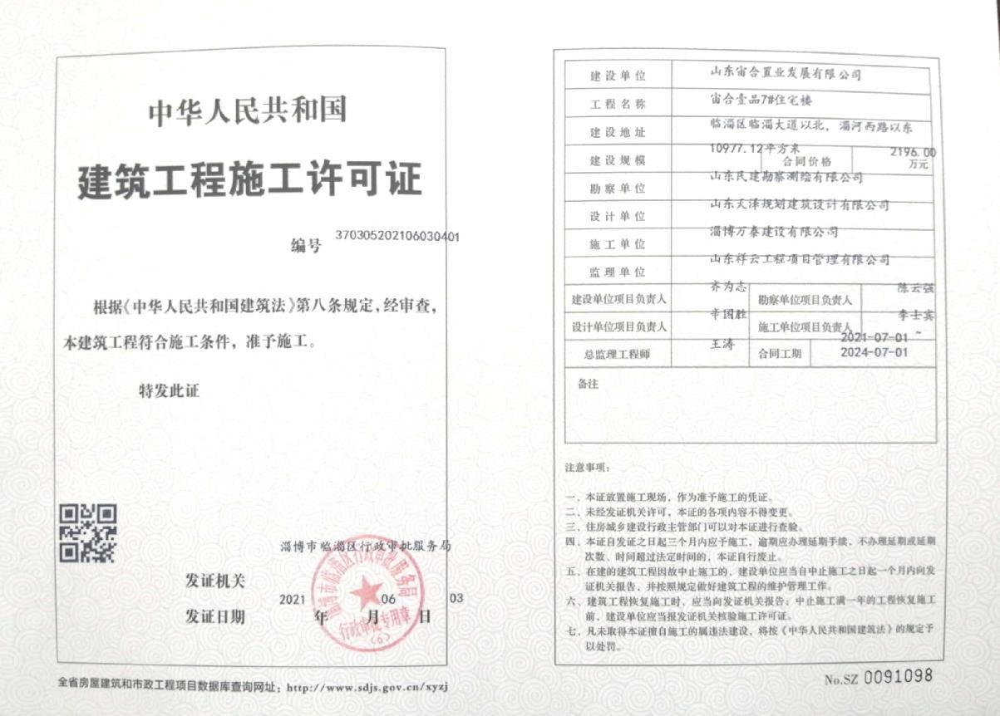 中华人民共和国
建筑工程施工许可证
编号 370305202106030401
根据《中华人民共和国建筑法》第八条规定,经审查,
本建筑工程符合施工条件，准予施工。
特发此证
淄博市临淄区行政审批服务局
发证机关
2021 06 03
发证日期 年 月 日
淄博市临淄区行政审批服务局
行政审批专用章
(6)
全省房屋建筑和市政工程项目数据库查询网址：http://www.sdjs.gov.cn/xyzj
建设单位 山东宙合置业发展有限公司
工程名称 宙合壹品7#住宅楼
建设地址 临淄区临淄大道以北，淄河西路以东
建设规模 10977.12平方米 合同价格 2196.00万元
勘察单位 山东民建勘察测绘有限公司
设计单位 山东天泽规划建筑设计有限公司
施工单位 淄博万泰建设有限公司
监理单位 山东祥云工程项目管理有限公司
建设单位项目负责人 齐为志 勘察单位项目负责人 陈云强
设计单位项目负责人 辛国胜 施工单位项目负责人 李士宾
总监理工程师 王涛 合同工期 2021-07-01 ~ 2024-07-01
备注
注意事项：
一、本证放置施工现场，作为准予施工的凭证。
二、未经发证机关许可，本证的各项内容不得变更。
三、住房城乡建设行政主管部门可以对本证进行查验。
四、本证自发证之日起三个月内应予施工，逾期应办理延期手续，不办理延期或延期
次数、时间超过法定时间的，本证自行废止。
五、在建的建筑工程因故中止施工的，建设单位应当自中止施工之日起一个月内向发
证机关报告，并按照规定做好建筑工程的维护管理工作。
六、建筑工程恢复施工时，应当向发证机关报告；中止施工满一年的工程恢复施工
前，建设单位应当报发证机关核验施工许可证。
七、凡未取得本证擅自施工的属违法建设，将按《中华人民共和国建筑法》的规定予
以处罚。
No.SZ 0091098